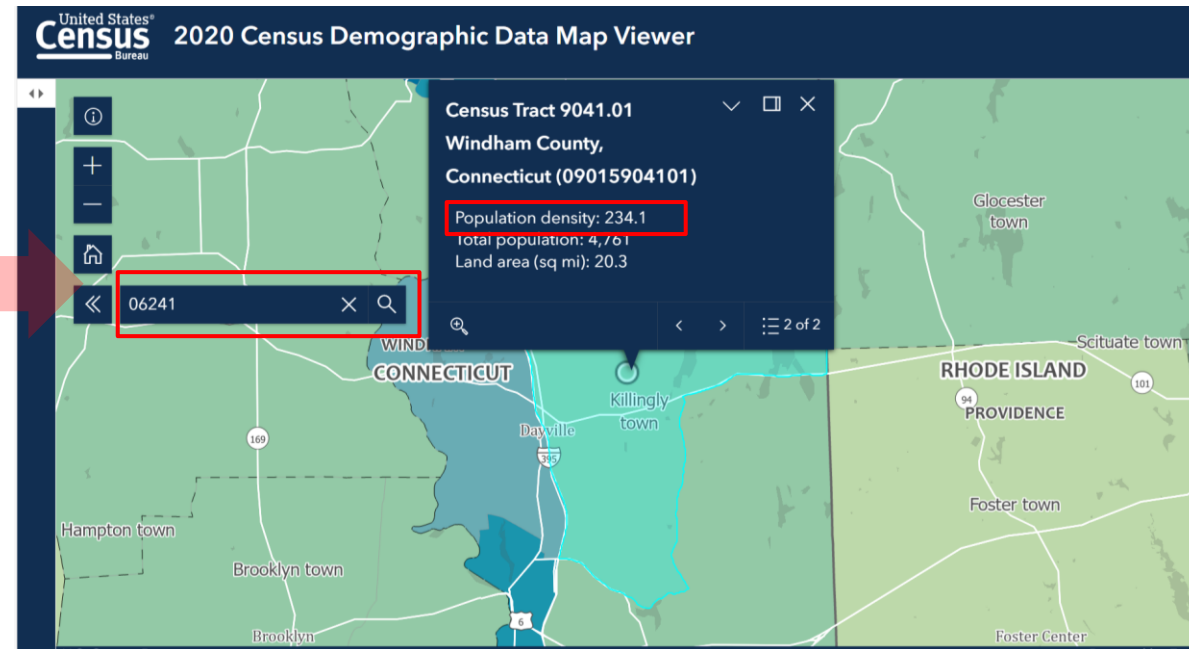 United States®
Census
Bureau
2020 Census Demographic Data Map Viewer
Census Tract 9041.01
Windham County,
Connecticut (09015904101)
Population density: 234.1
Total population: 4,761
Land area (sq mi): 20.3
2 of 2
06241
Glocester
town
WIND
CONNECTICUT
Killingly
town
Dayville
395
169
Scituate town
RHODE ISLAND
101
94
PROVIDENCE
Foster town
Hampton town
Brooklyn town
6
Brooklyn
Foster Center